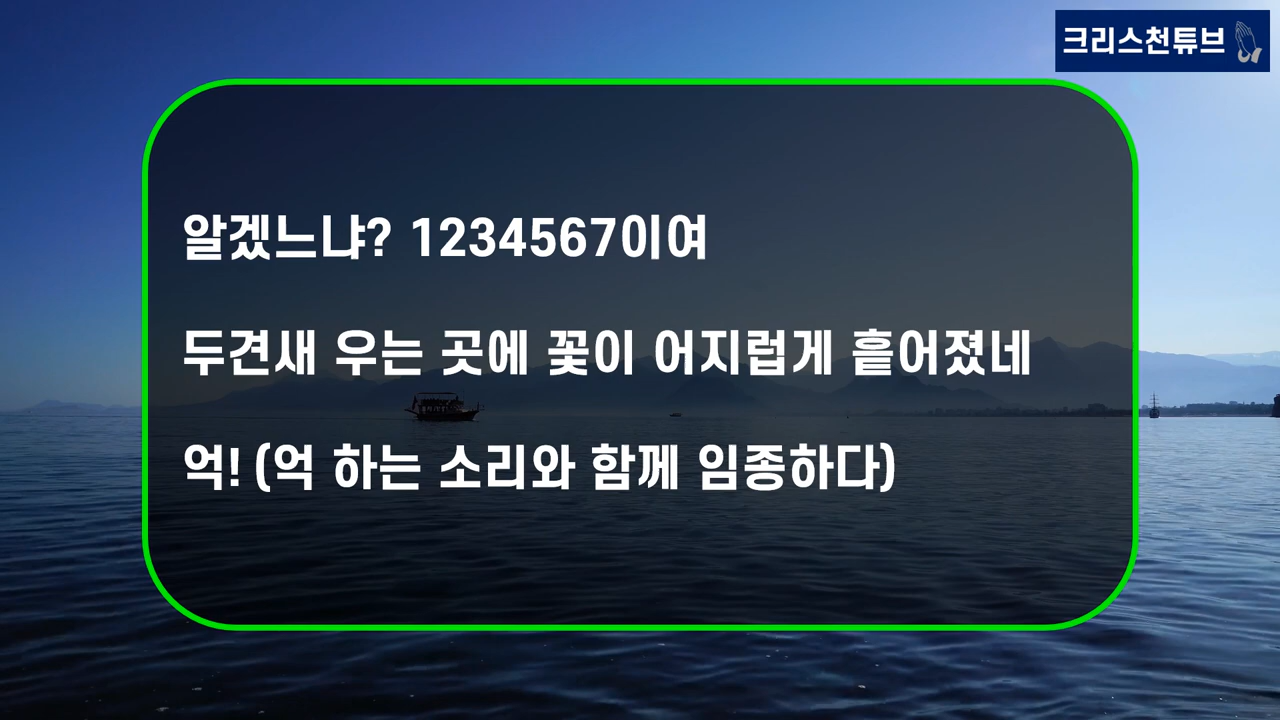 크리스천튜브
알겠느냐? 1234567이여
두견새 우는 곳에 꽃이 어지럽게 흩어졌네
억! (억 하는 소리와 함께 임종하다)